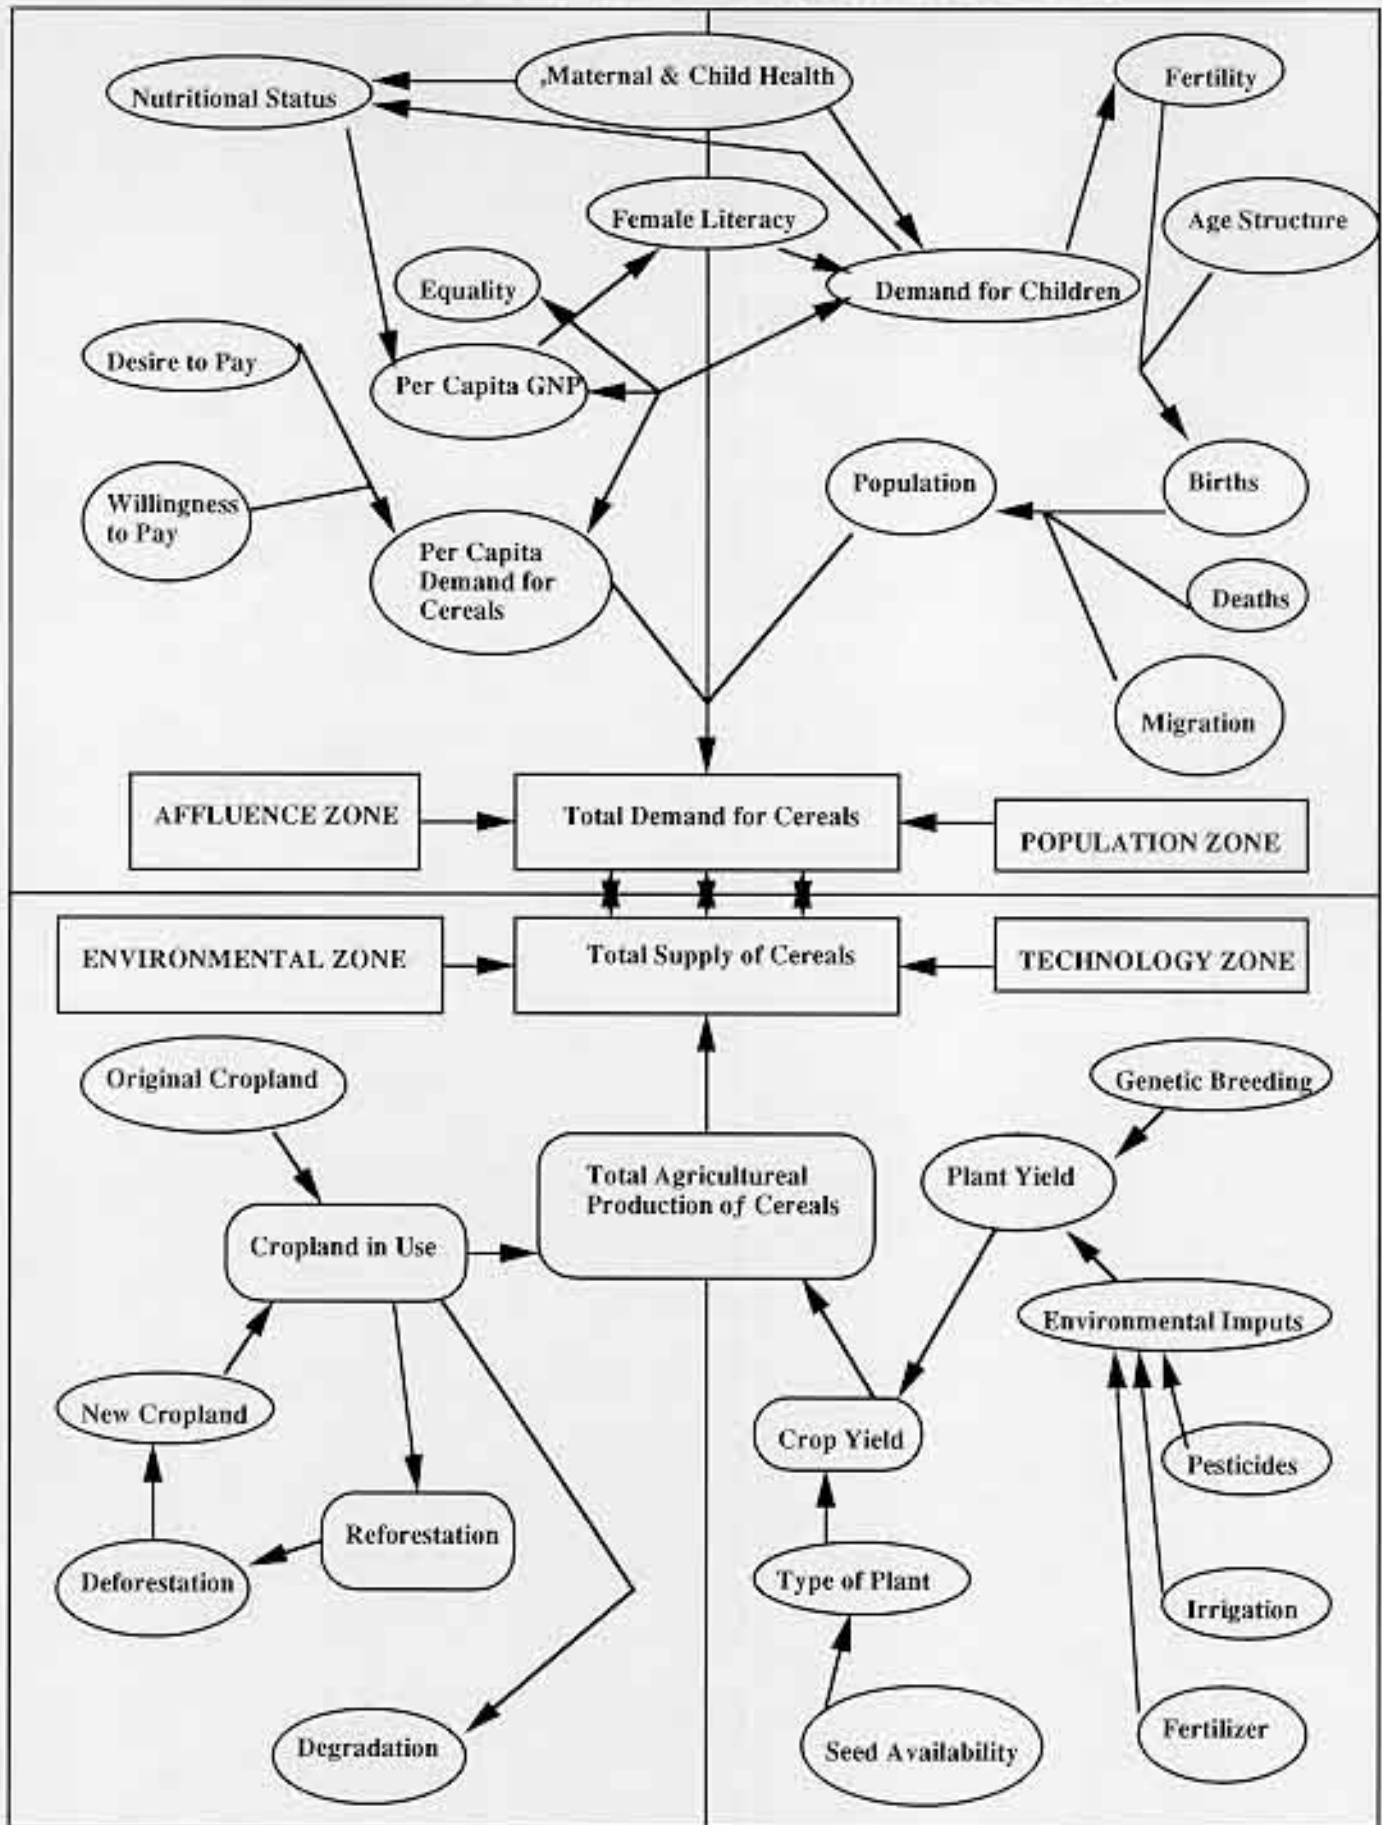 ,Maternal & Child Health
Fertility
Nutritional Status
Female Literacy
Age Structure
Equality
Demand for Children
Desire to Pay
Per Capita GNP
Population
Births
Willingness
to Pay
Per Capita
Demand for
Cereals
Deaths
Migration
AFFLUENCE ZONE
Total Demand for Cereals
POPULATION ZONE
ENVIRONMENTAL ZONE
Total Supply of Cereals
TECHNOLOGY ZONE
Original Cropland
Genetic Breeding
Total Agricultureal
Production of Cereals
Plant Yield
Cropland in Use
Environmental Imputs
New Cropland
Crop Yield
Pesticides
Reforestation
Deforestation
Type of Plant
Irrigation
Degradation
Seed Availability
Fertilizer